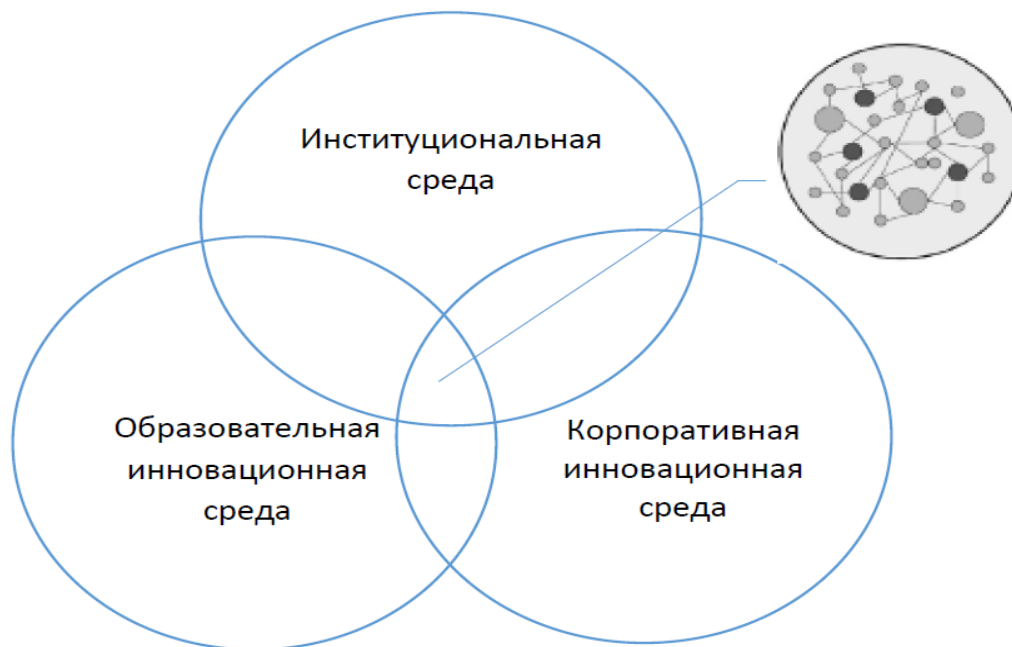 Институциональная
среда
Образовательная
инновационная
среда
Корпоративная
инновационная
среда